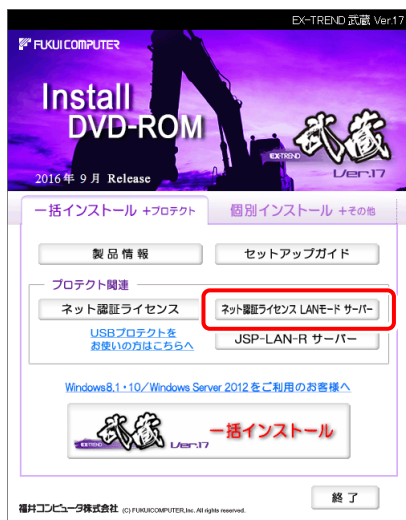 EX-TREND 武蔵 Ver.17
FUKUI COMPUTER
Install
DVD-ROM
EXTREND 武蔵
Ver.17
2016年 9月 Release
一括インストール +プロテクト
個別インストール +その他
製品情報
セットアップガイド
プロテクト関連
ネット認証ライセンス
ネット認証ライセンス LANモード サーバー
USBプロテクトを
お使いの方はこちらへ
JSP-LAN-R サーバー
Windows8.1・10/Windows Server 2012 をご利用のお客様へ
EXTREND 武蔵 Ver.17 一括インストール
終了
福井コンピュータ株式会社 (C) FUKUICOMPUTER,Inc. All rights reserved.